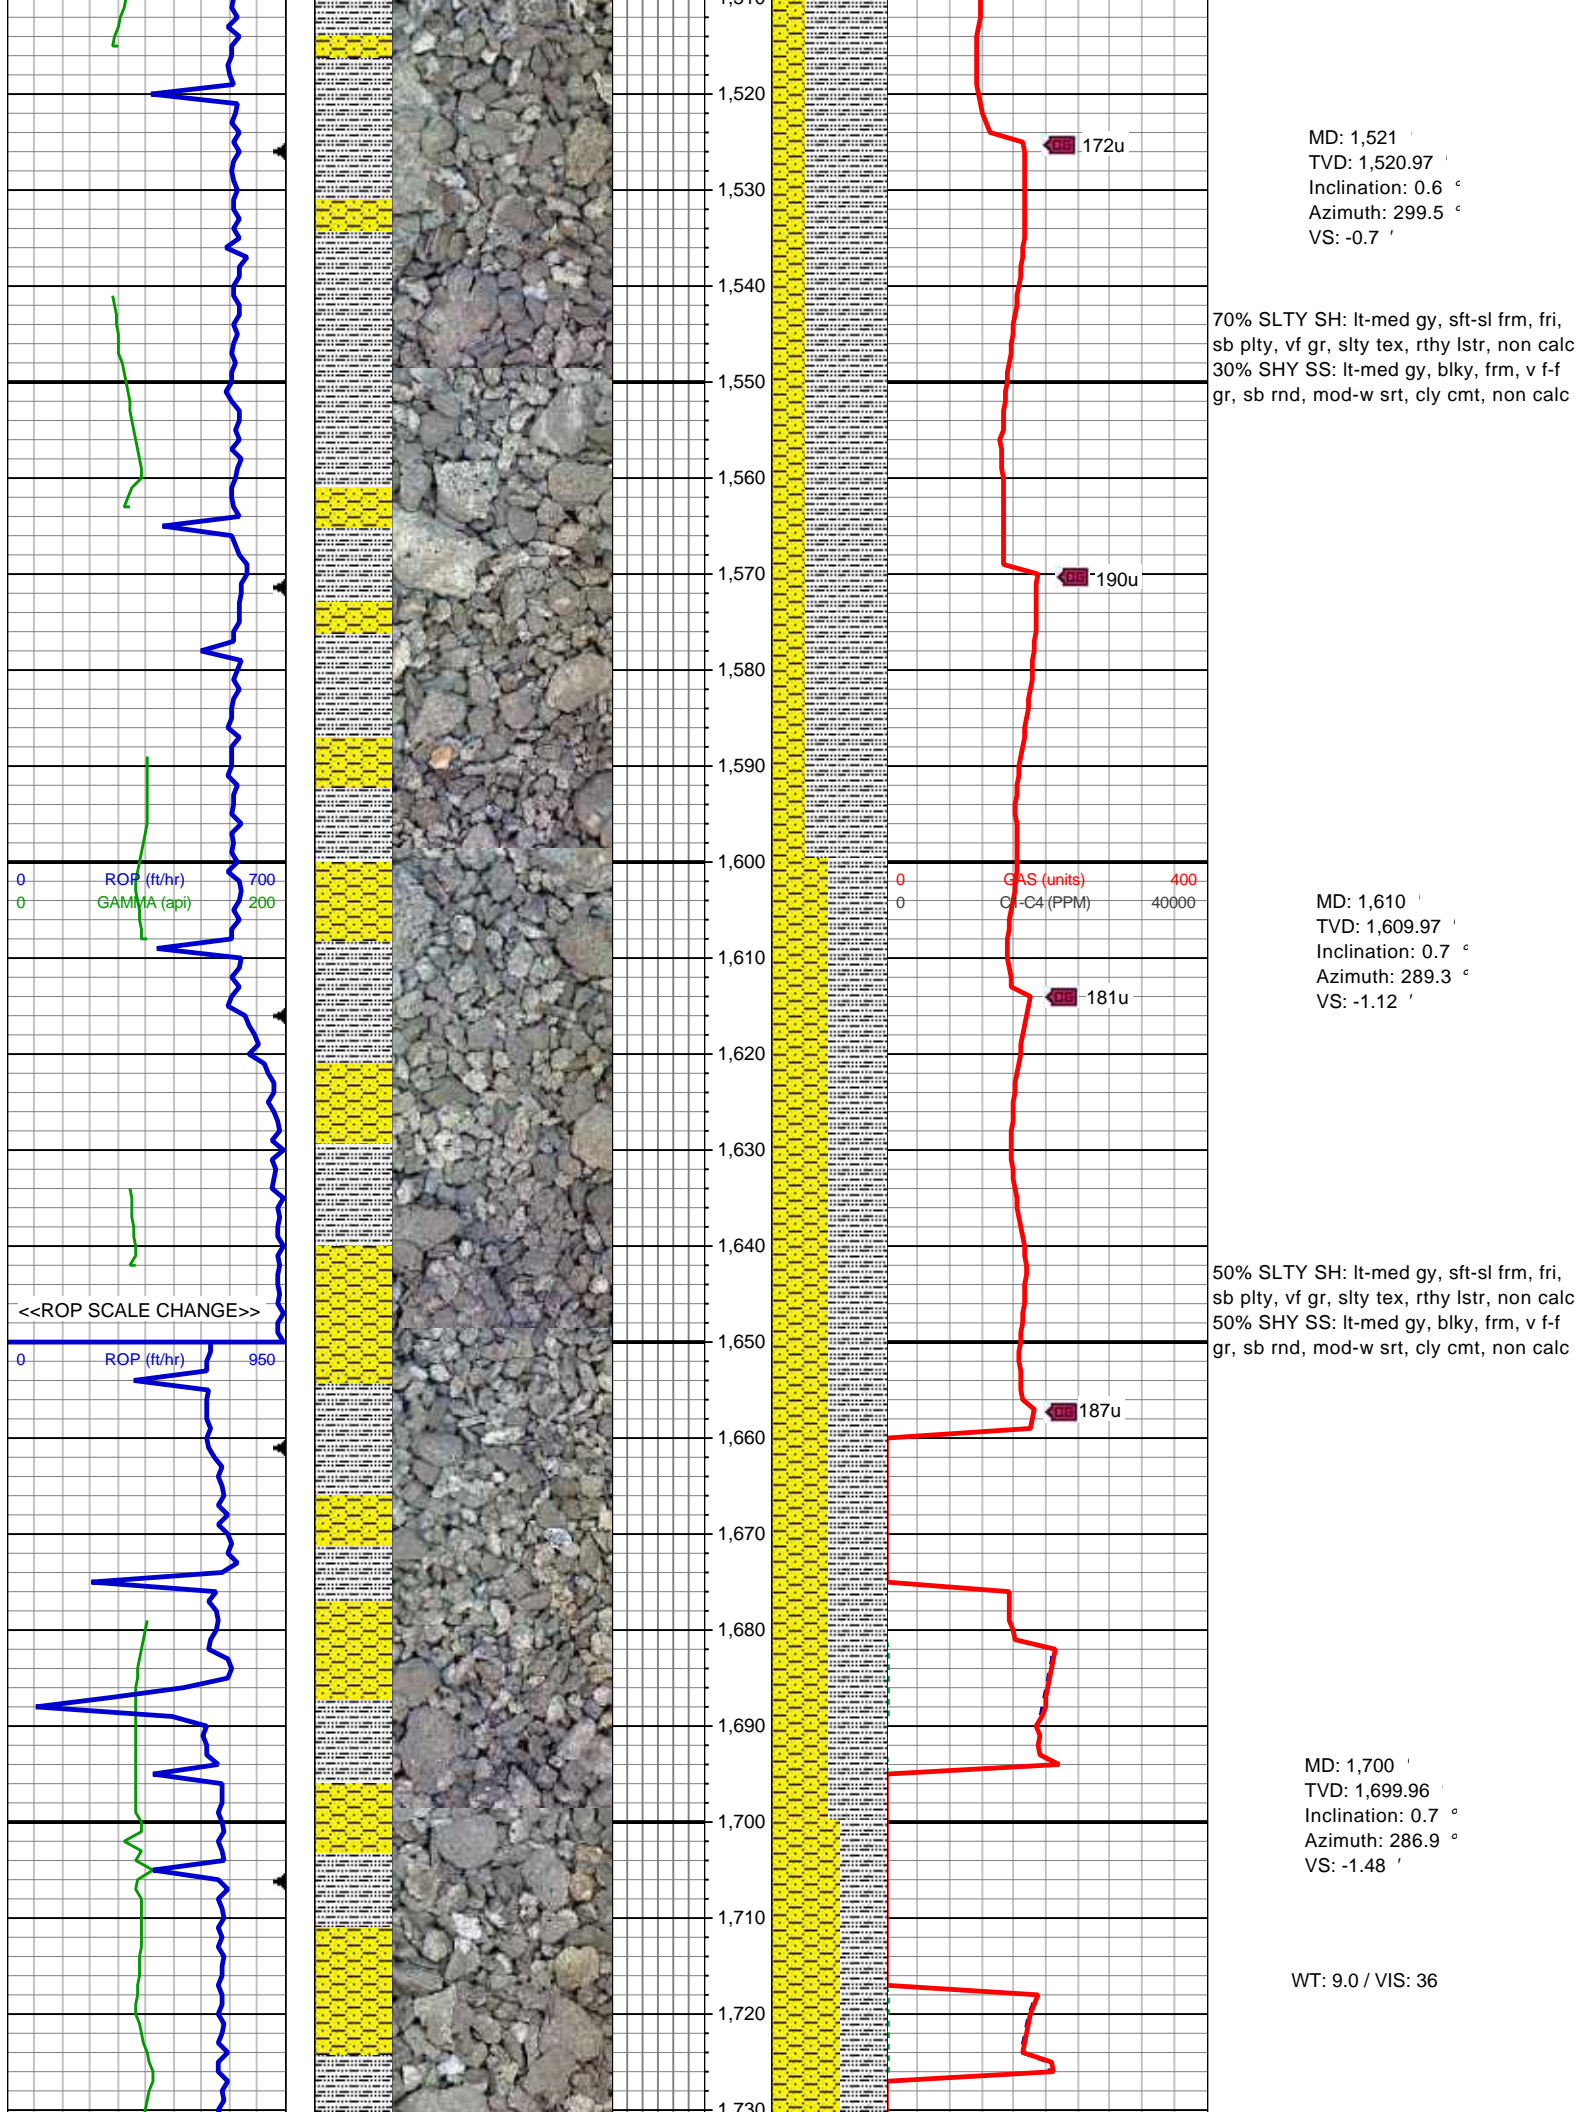 1,510
1,520
172u
MD: 1,521 '
TVD: 1,520.97 '
Inclination: 0.6 °
Azimuth: 299.5 °
VS: -0.7 '
1,530
1,540
70% SLTY SH: lt-med gy, sft-sl frm, fri,
sb plty, vf gr, slty tex, rthy lstr, non calc
30% SHY SS: lt-med gy, blky, frm, v f-f
gr, sb rnd, mod-w srt, cly cmt, non calc
1,550
1,560
1,570
CG 190u
1,580
1,590
1,600
0 ROP (ft/hr) 700
0 GAMMA (api) 200
0 GAS (units) 400
0 C1-C4 (PPM) 40000
MD: 1,610 '
TVD: 1,609.97 '
Inclination: 0.7 °
Azimuth: 289.3 °
VS: -1.12 '
1,610
CG 181u
1,620
1,630
1,640
50% SLTY SH: lt-med gy, sft-sl frm, fri,
sb plty, vf gr, slty tex, rthy lstr, non calc
50% SHY SS: lt-med gy, blky, frm, v f-f
gr, sb rnd, mod-w srt, cly cmt, non calc
<<ROP SCALE CHANGE>>
1,650
0 ROP (ft/hr) 950
CG 187u
1,660
1,670
1,680
1,690
MD: 1,700 '
TVD: 1,699.96 '
Inclination: 0.7 °
Azimuth: 286.9 °
VS: -1.48 '
1,700
1,710
WT: 9.0 / VIS: 36
1,720
1,730